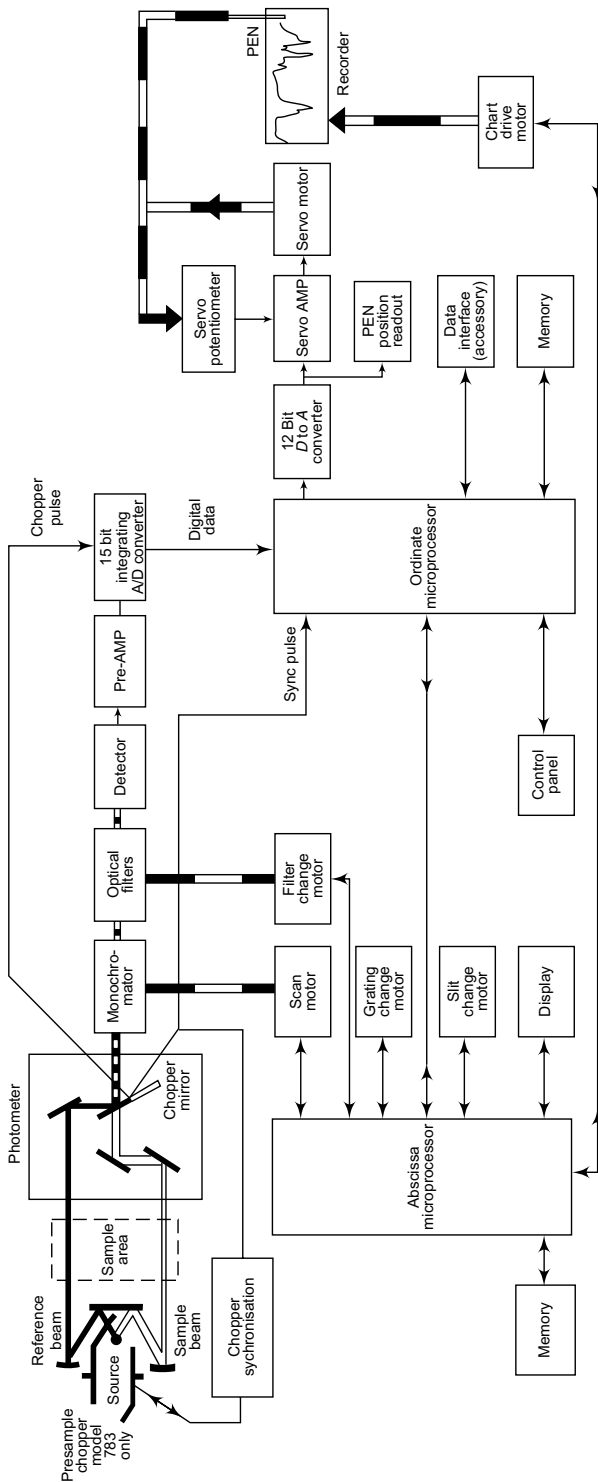 Presample
chopper
model
783
only
Source
Reference
beam
Sample
beam
Sample
area
Photometer
Chopper
mirror
Chopper
sychronisation
Monochro-
mator
Optical
filters
Detector
Pre-AMP
15 bit
integrating
A/D converter
Chopper
pulse
Digital
data
Sync pulse
Scan
motor
Filter
change
motor
Grating
change
motor
Slit
change
motor
Display
Abscissa
microprocessor
Memory
Ordinate
microprocessor
Control
panel
12 Bit
D to A
converter
PEN
position
readout
Data
interface
(accessory)
Memory
Servo
potentiometer
Servo AMP
Servo motor
PEN
Recorder
Chart
drive
motor